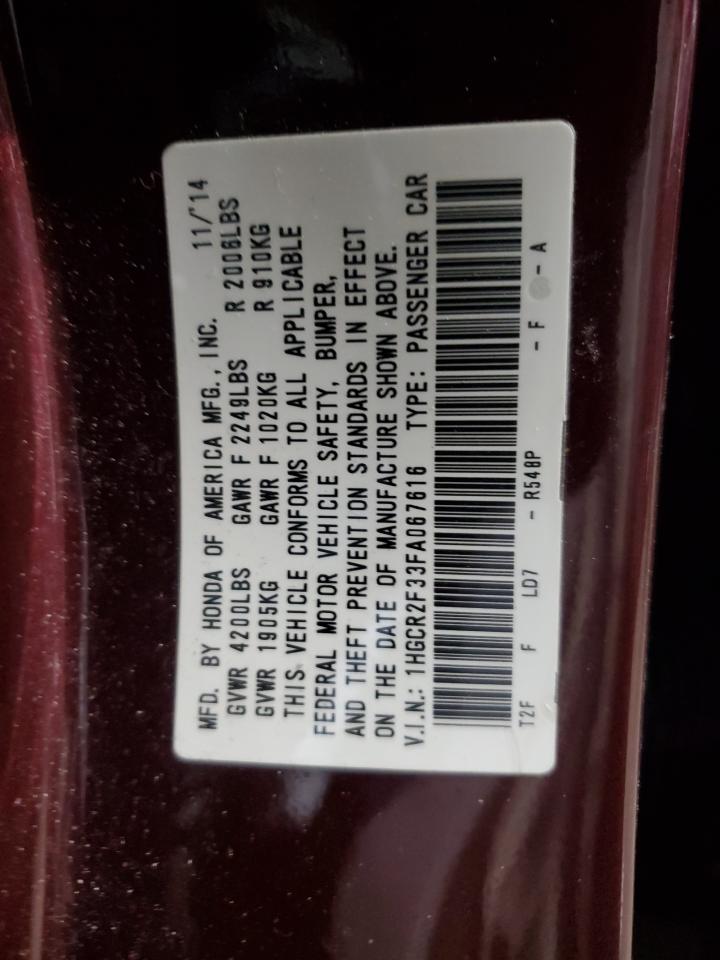 MFD. BY HONDA OF AMERICA MFG., INC. 11/'14
GVWR 4200LBS GAWR F 2249LBS R 2006LBS
GVWR 1905KG GAWR F 1020KG R 910KG
THIS VEHICLE CONFORMS TO ALL APPLICABLE
FEDERAL MOTOR VEHICLE SAFETY, BUMPER,
AND THEFT PREVENTION STANDARDS IN EFFECT
ON THE DATE OF MANUFACTURE SHOWN ABOVE.
V.I.N.: 1HGCR2F33FA067616 TYPE: PASSENGER CAR
T2F F LD7 - R548P - F - A